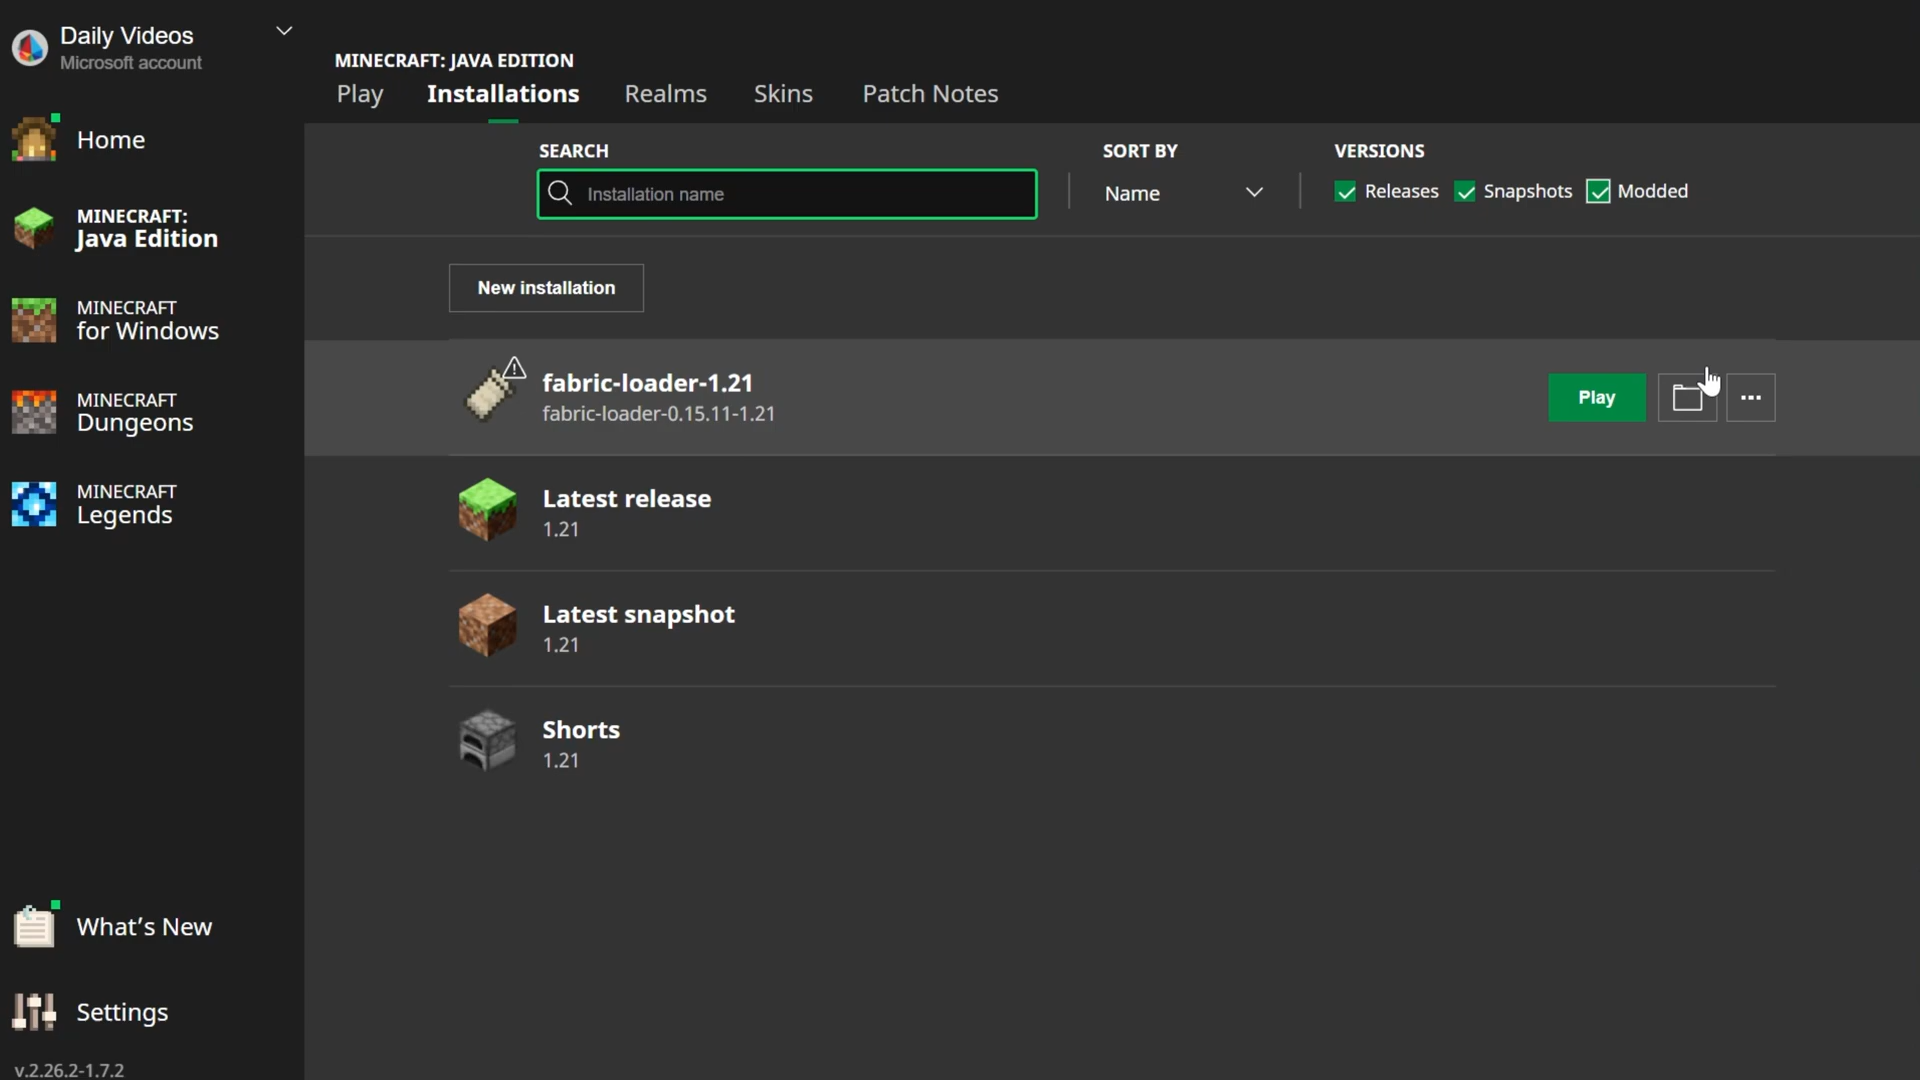 Daily Videos
Microsoft account
Home
MINECRAFT:
Java Edition
MINECRAFT
for Windows
MINECRAFT
Dungeons
MINECRAFT
Legends
What's New
Settings
v.2.26.2-1.7.2
MINECRAFT: JAVA EDITION
Play Installations Realms Skins Patch Notes
SEARCH SORT BY VERSIONS
Installation name Name Releases Snapshots Modded
New installation
fabric-loader-1.21
fabric-loader-0.15.11-1.21
Play ...
Latest release
1.21
Latest snapshot
1.21
Shorts
1.21